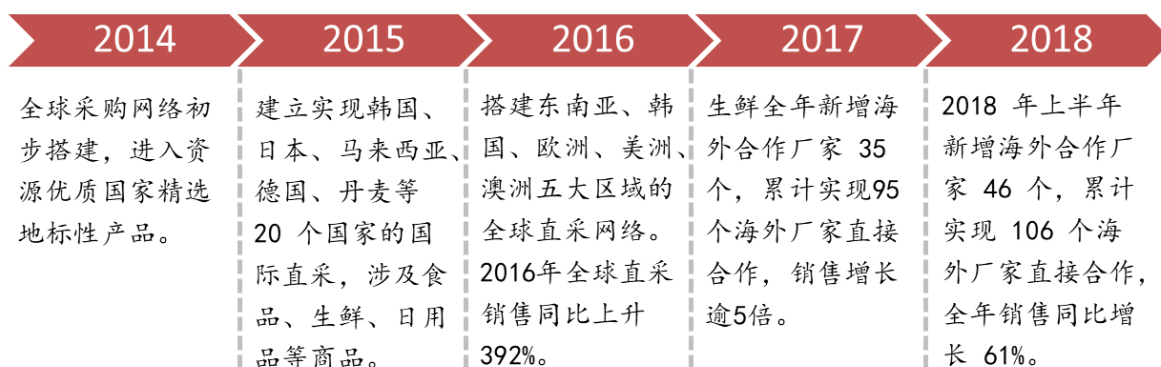 2014
全球采购网络初
步搭建，进入资
源优质国家精选
地标性产品。
2015
建立实现韩国、
日本、马来西亚、
德国、丹麦等
20 个国家的国
际直采，涉及食
品、生鲜、日用
品等商品。
2016
搭建东南亚、韩
国、欧洲、美洲、
澳洲五大区域的
全球直采网络。
2016年全球直采
销售同比上升
392%。
2017
生鲜全年新增海
外合作厂家 35
个，累计实现95
个海外厂家直接
合作，销售增长
逾5倍。
2018
2018 年上半年
新增海外合作厂
家 46 个，累计
实现 106 个海
外厂家直接合作，
全年销售同比增
长 61%。